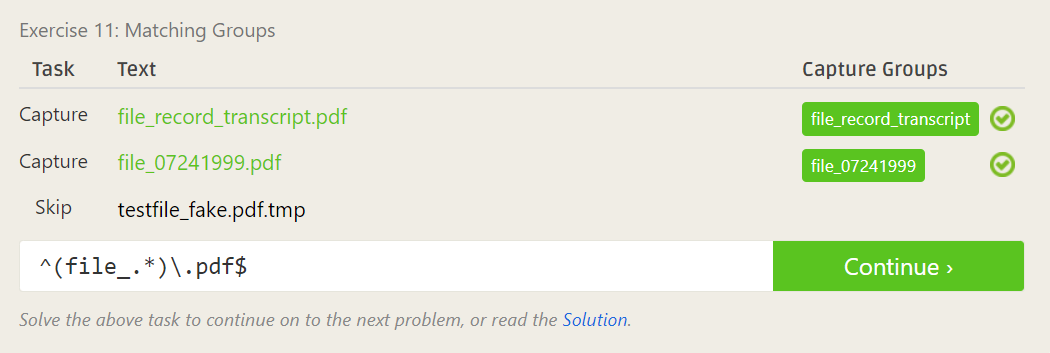 Exercise 11: Matching Groups
Task Text Capture Groups
Capture file_record_transcript.pdf file_record_transcript
Capture file_07241999.pdf file_07241999
Skip testfile_fake.pdf.tmp
^(file_.*)\.pdf$ Continue ›
Solve the above task to continue on to the next problem, or read the Solution.